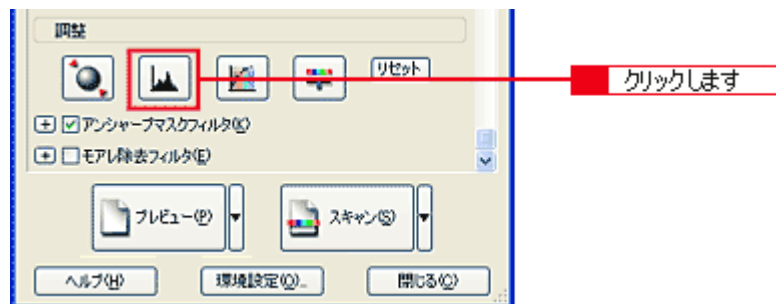 調整
リセット
クリックします
アンシャープマスクフィルタ(K)
モアレ除去フィルタ(E)
プレビュー(P)
スキャン(S)
ヘルプ(H)
環境設定(O)...
閉じる(C)